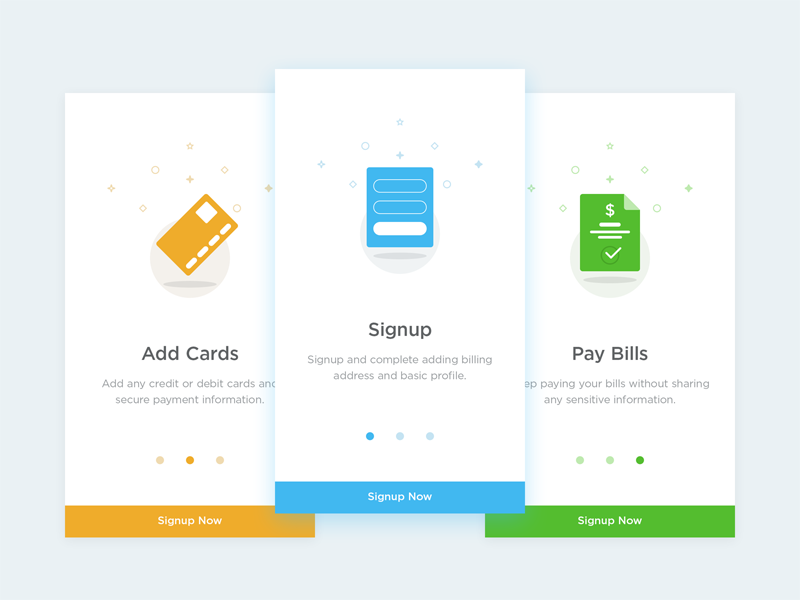 Add Cards
Add any credit or debit cards and
secure payment information.
Signup Now
Signup
Signup and complete adding billing
address and basic profile.
Signup Now
$
Pay Bills
paying your bills without sharing
any sensitive information.
Signup Now